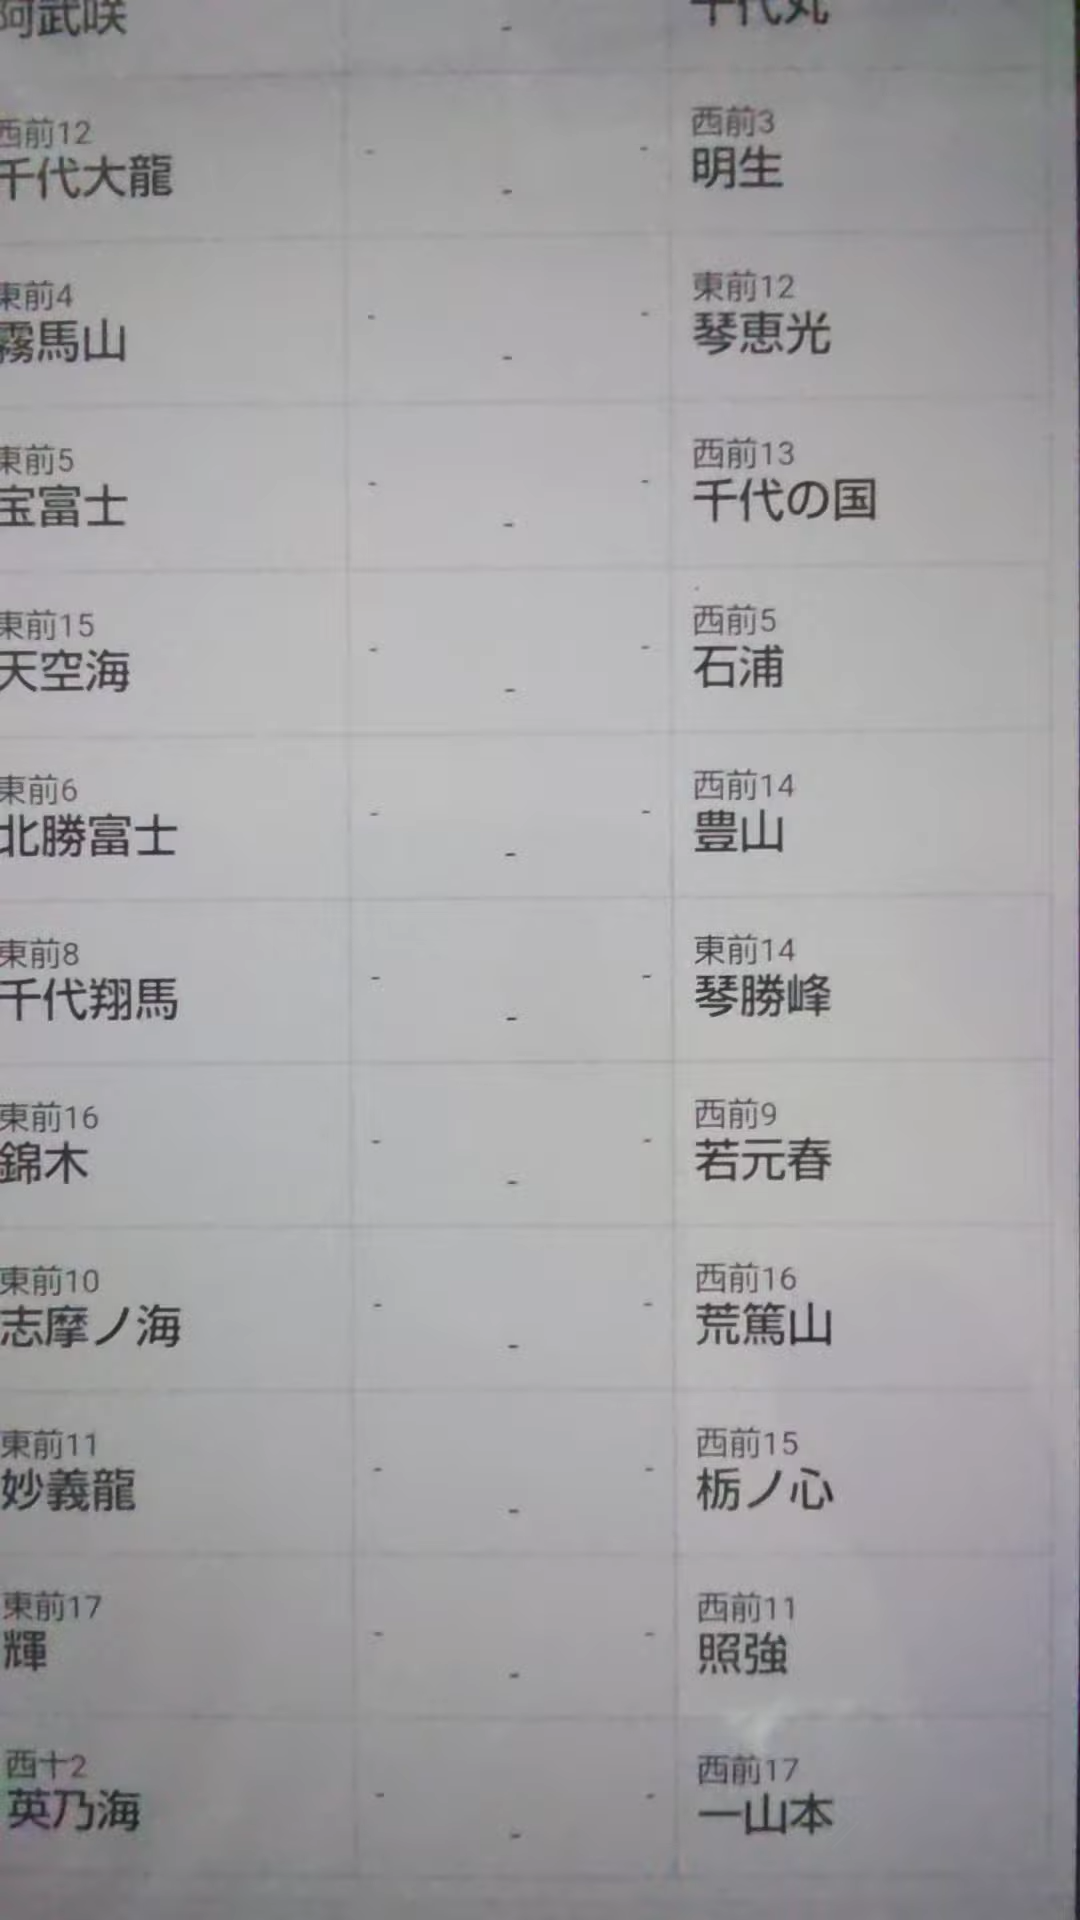 阿武咲 - 千代丸
西前12 西前3
千代大龍 - - - 明生
東前4 東前12
霧馬山 - - - 琴恵光
東前5 西前13
宝富士 - - - 千代の国
東前15 西前5
天空海 - - - 石浦
東前6 西前14
北勝富士 - - - 豊山
東前8 東前14
千代翔馬 - - - 琴勝峰
東前16 西前9
錦木 - - - 若元春
東前10 西前16
志摩ノ海 - - - 荒篤山
東前11 西前15
妙義龍 - - - 栃ノ心
東前17 西前11
輝 - - - 照強
西十2 西前17
英乃海 - - - 一山本